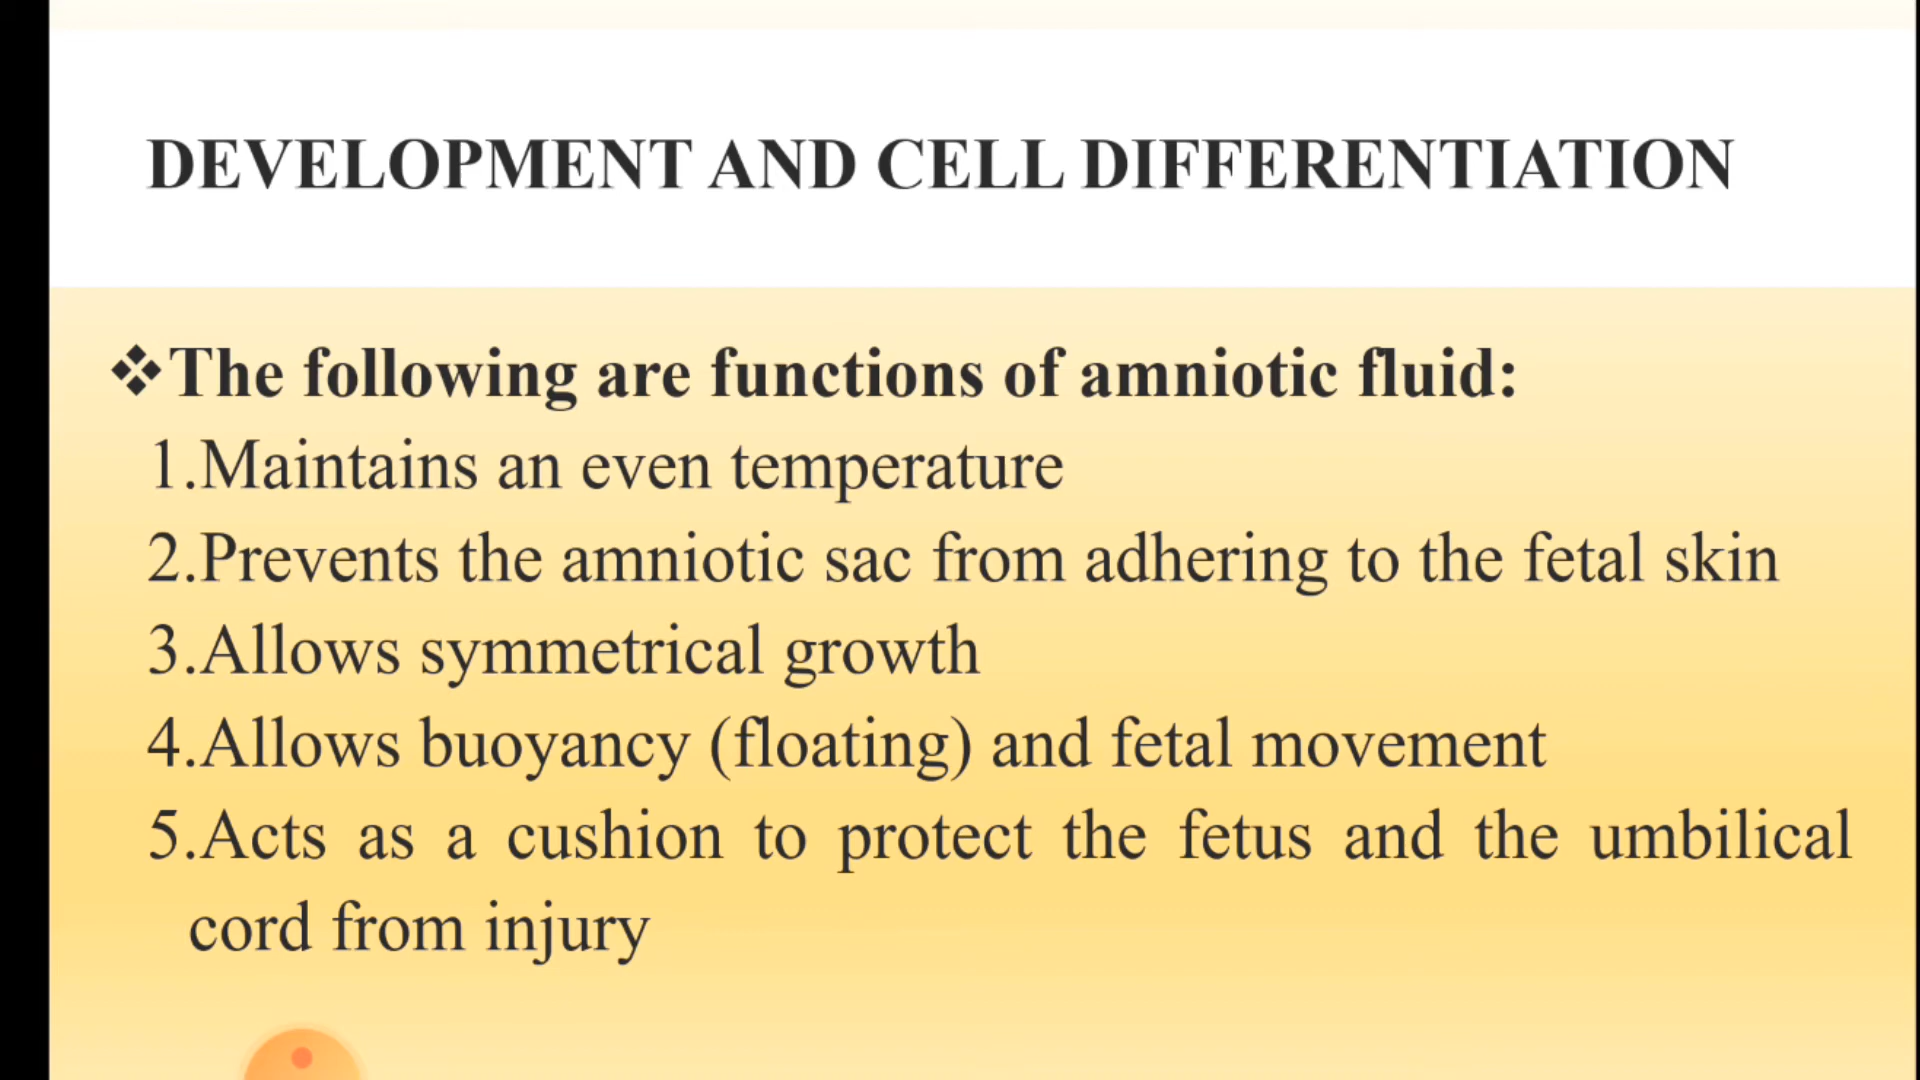 DEVELOPMENT AND CELL DIFFERENTIATION
❖The following are functions of amniotic fluid:
1.Maintains an even temperature
2.Prevents the amniotic sac from adhering to the fetal skin
3.Allows symmetrical growth
4.Allows buoyancy (floating) and fetal movement
5.Acts as a cushion to protect the fetus and the umbilical
cord from injury